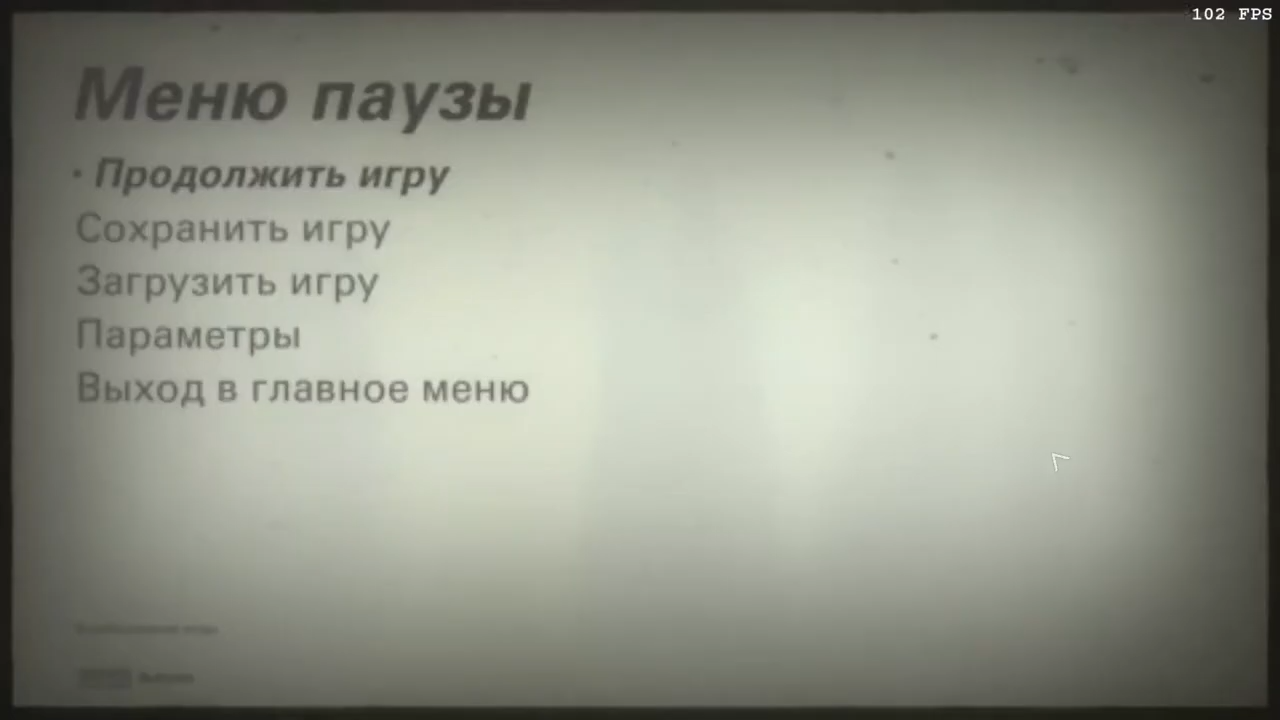 102 FPS
Меню паузы
· Продолжить игру
Сохранить игру
Загрузить игру
Параметры
Выход в главное меню